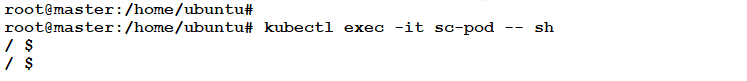 root@master:/home/ubuntu#
root@master:/home/ubuntu# kubectl exec -it sc-pod -- sh
/ $
/ $